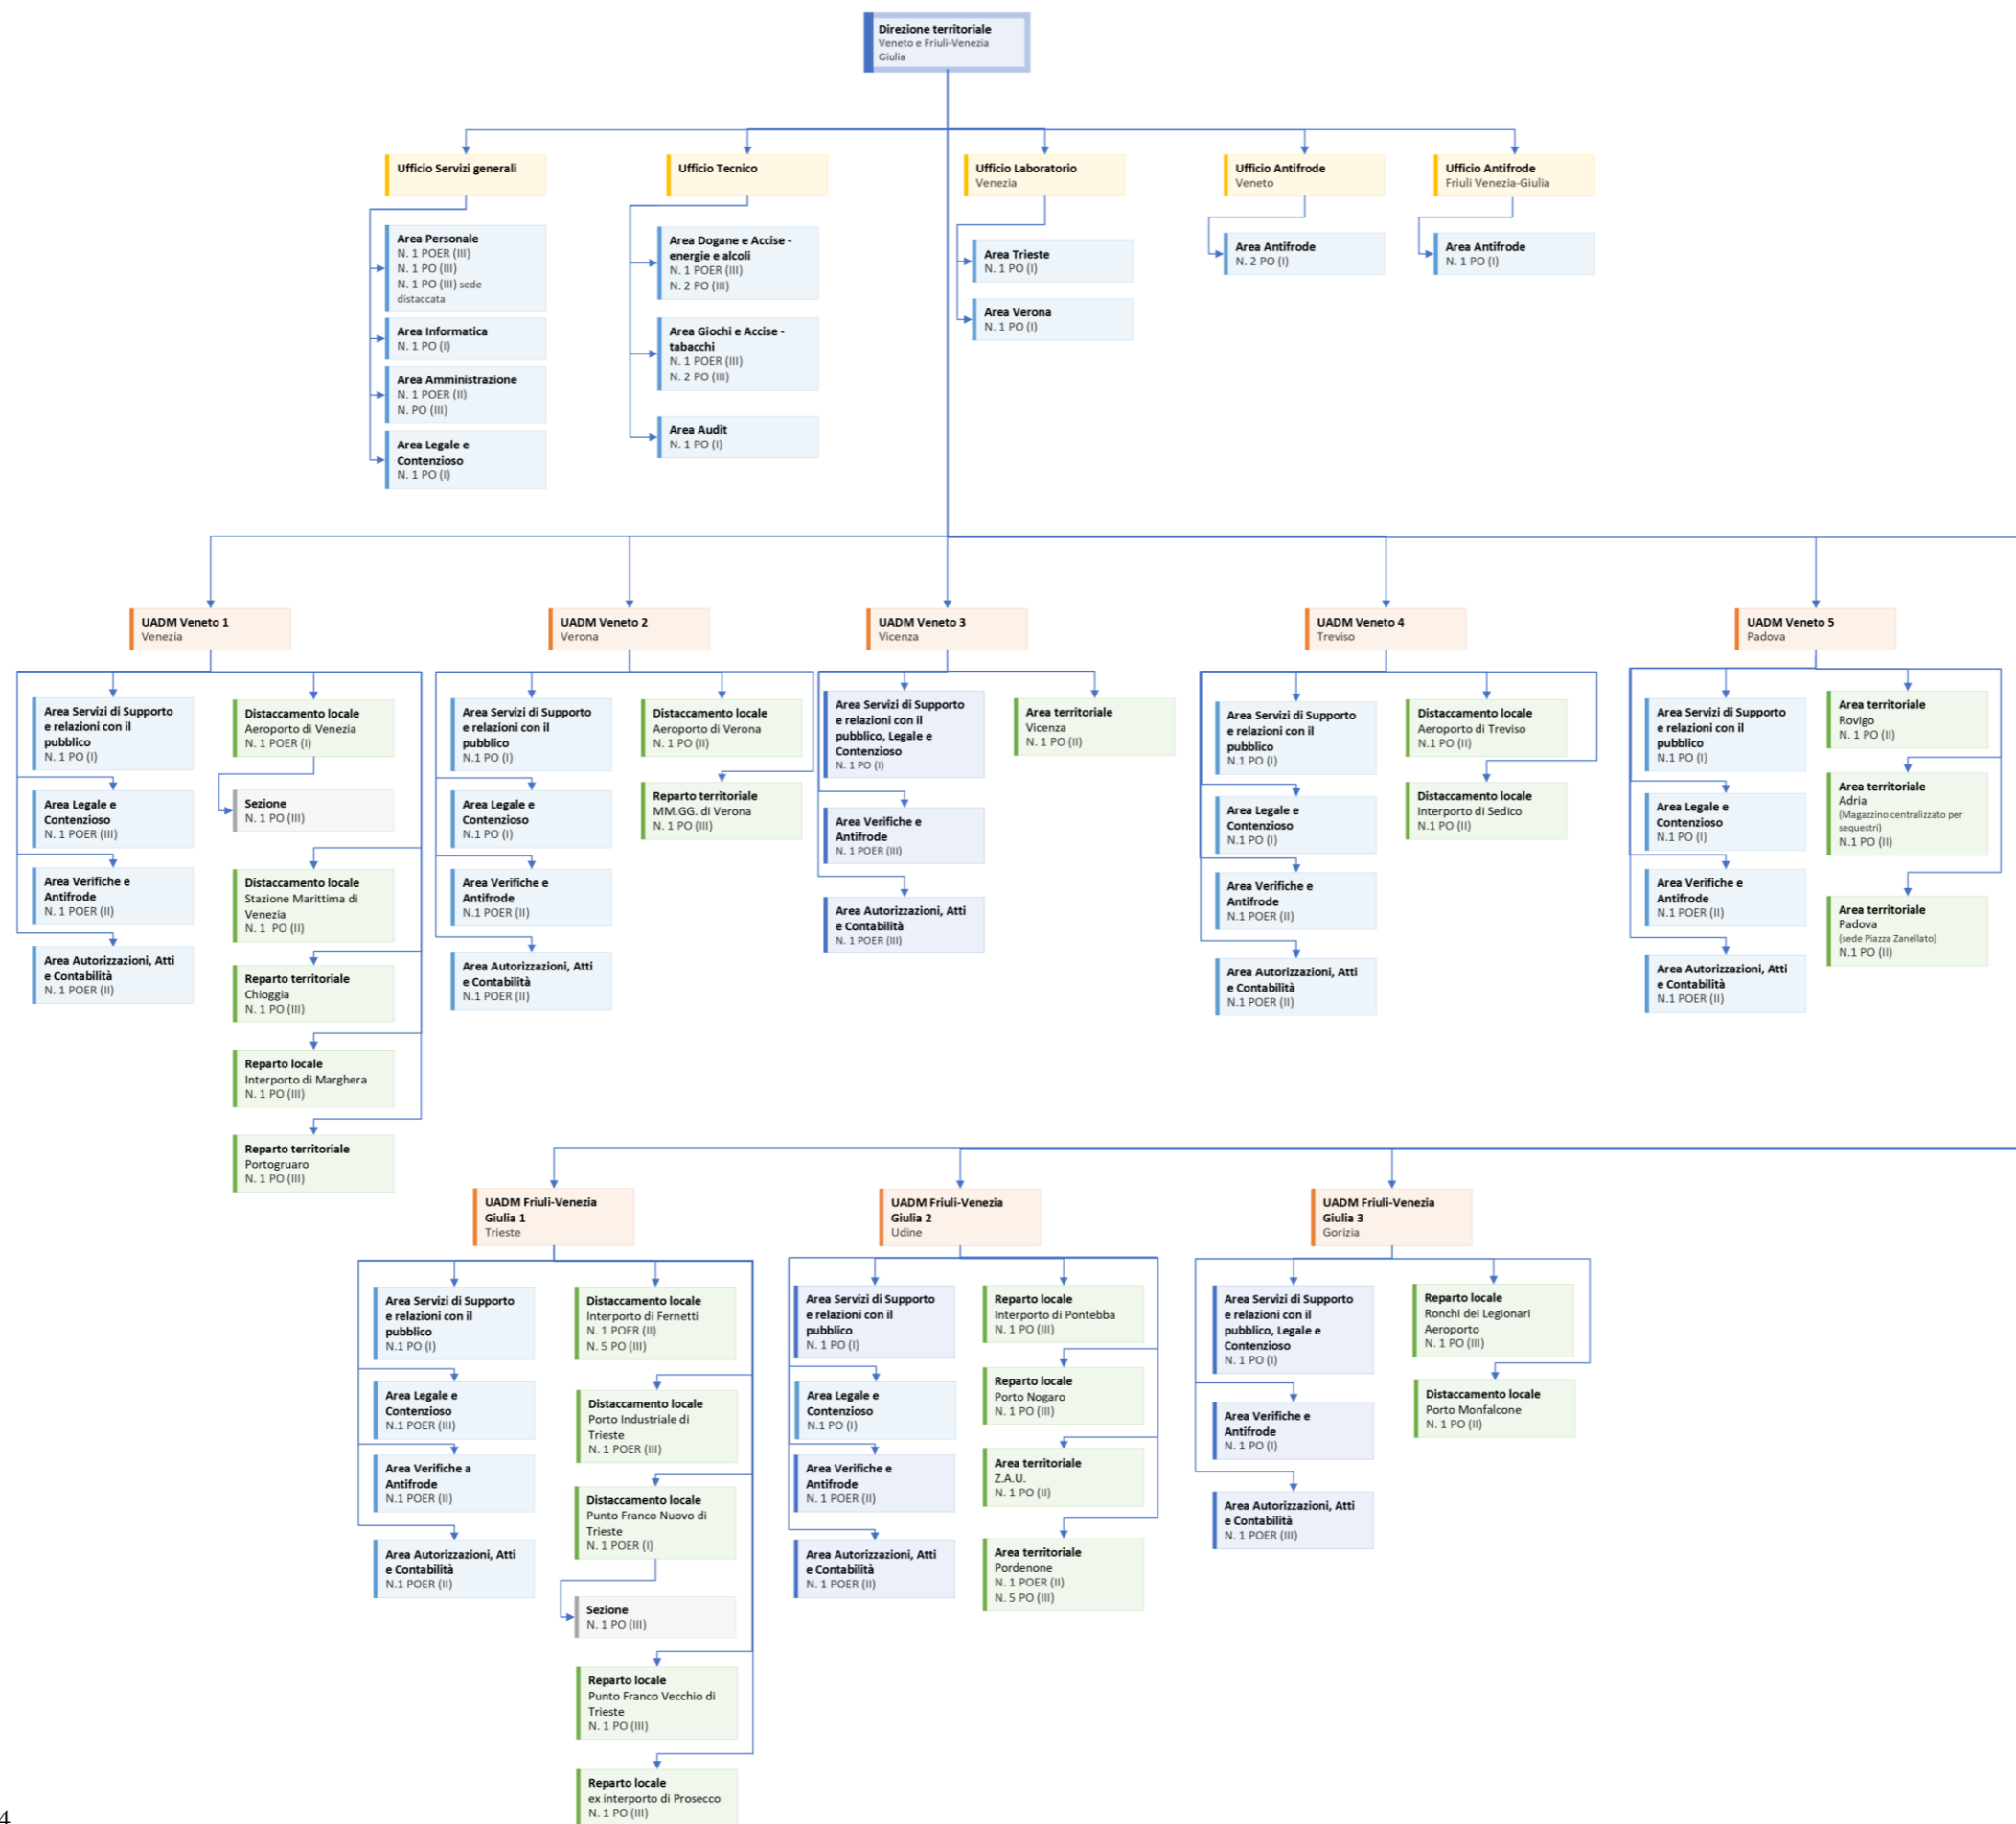 Direzione territoriale
Veneto e Friuli-Venezia
Giulia
Ufficio Servizi generali
Area Personale
N. 1 POER (III)
N. 1 PO (III)
N. 1 PO (III) sede
distaccata
Area Informatica
N. 1 PO (I)
Area Amministrazione
N. 1 POER (II)
N. PO (III)
Area Legale e
Contenzioso
N. 1 PO (I)
Ufficio Tecnico
Area Dogane e Accise -
energie e alcoli
N. 1 POER (III)
N. 2 PO (III)
Area Giochi e Accise -
tabacchi
N. 1 POER (III)
N. 2 PO (III)
Area Audit
N. 1 PO (I)
Ufficio Laboratorio
Venezia
Area Trieste
N. 1 PO (I)
Area Verona
N. 1 PO (I)
Ufficio Antifrode
Veneto
Area Antifrode
N. 2 PO (I)
Ufficio Antifrode
Friuli Venezia-Giulia
Area Antifrode
N. 1 PO (I)
UADM Veneto 1
Venezia
Area Servizi di Supporto
e relazioni con il
pubblico
N. 1 PO (I)
Area Legale e
Contenzioso
N. 1 POER (III)
Area Verifiche e
Antifrode
N. 1 POER (II)
Area Autorizzazioni, Atti
e Contabilità
N. 1 POER (II)
Distaccamento locale
Aeroporto di Venezia
N. 1 POER (I)
Sezione
N. 1 PO (III)
Distaccamento locale
Stazione Marittima di
Venezia
N. 1 PO (II)
Reparto territoriale
Chioggia
N. 1 PO (III)
Reparto locale
Interporto di Marghera
N. 1 PO (III)
Reparto territoriale
Portogruaro
N. 1 PO (III)
UADM Veneto 2
Verona
Area Servizi di Supporto
e relazioni con il
pubblico
N.1 PO (I)
Area Legale e
Contenzioso
N.1 PO (I)
Area Verifiche e
Antifrode
N.1 POER (II)
Area Autorizzazioni, Atti
e Contabilità
N.1 POER (II)
Distaccamento locale
Aeroporto di Verona
N. 1 PO (II)
Reparto territoriale
MM.GG. di Verona
N. 1 PO (III)
UADM Veneto 3
Vicenza
Area Servizi di Supporto
e relazioni con il
pubblico, Legale e
Contenzioso
N. 1 PO (I)
Area Verifiche e
Antifrode
N. 1 POER (III)
Area Autorizzazioni, Atti
e Contabilità
N. 1 POER (III)
Area territoriale
Vicenza
N. 1 PO (II)
UADM Veneto 4
Treviso
Area Servizi di Supporto
e relazioni con il
pubblico
N.1 PO (I)
Area Legale e
Contenzioso
N.1 PO (I)
Area Verifiche e
Antifrode
N.1 POER (II)
Area Autorizzazioni, Atti
e Contabilità
N.1 POER (II)
Distaccamento locale
Aeroporto di Treviso
N.1 PO (II)
Distaccamento locale
Interporto di Sedico
N.1 PO (II)
UADM Veneto 5
Padova
Area Servizi di Supporto
e relazioni con il
pubblico
N.1 PO (I)
Area Legale e
Contenzioso
N.1 PO (I)
Area Verifiche e
Antifrode
N.1 POER (II)
Area Autorizzazioni, Atti
e Contabilità
N.1 POER (II)
Area territoriale
Rovigo
N. 1 PO (II)
Area territoriale
Adria
(Magazzino centralizzato per
sequestri)
N.1 PO (II)
Area territoriale
Padova
(sede Piazza Zanellato)
N.1 PO (II)
UADM Friuli-Venezia
Giulia 1
Trieste
Area Servizi di Supporto
e relazioni con il
pubblico
N.1 PO (I)
Area Legale e
Contenzioso
N.1 POER (III)
Area Verifiche a
Antifrode
N.1 POER (II)
Area Autorizzazioni, Atti
e Contabilità
N.1 POER (II)
Distaccamento locale
Interporto di Fernetti
N. 1 POER (II)
N. 5 PO (III)
Distaccamento locale
Porto Industriale di
Trieste
N. 1 POER (III)
Distaccamento locale
Punto Franco Nuovo di
Trieste
N. 1 POER (I)
Sezione
N. 1 PO (III)
Reparto locale
Punto Franco Vecchio di
Trieste
N. 1 PO (III)
Reparto locale
ex interporto di Prosecco
N. 1 PO (III)
UADM Friuli-Venezia
Giulia 2
Udine
Area Servizi di Supporto
e relazioni con il
pubblico
N. 1 PO (I)
Area Legale e
Contenzioso
N.1 PO (I)
Area Verifiche e
Antifrode
N. 1 POER (II)
Area Autorizzazioni, Atti
e Contabilità
N. 1 POER (II)
Reparto locale
Interporto di Pontebba
N. 1 PO (III)
Reparto locale
Porto Nogaro
N. 1 PO (III)
Area territoriale
Z.A.U.
N. 1 PO (II)
Area territoriale
Pordenone
N. 1 POER (II)
N. 5 PO (III)
UADM Friuli-Venezia
Giulia 3
Gorizia
Area Servizi di Supporto
e relazioni con il
pubblico, Legale e
Contenzioso
N. 1 PO (I)
Area Verifiche e
Antifrode
N. 1 PO (I)
Area Autorizzazioni, Atti
e Contabilità
N. 1 POER (III)
Reparto locale
Ronchi dei Legionari
Aeroporto
N. 1 PO (III)
Distaccamento locale
Porto Monfalcone
N. 1 PO (II)
4